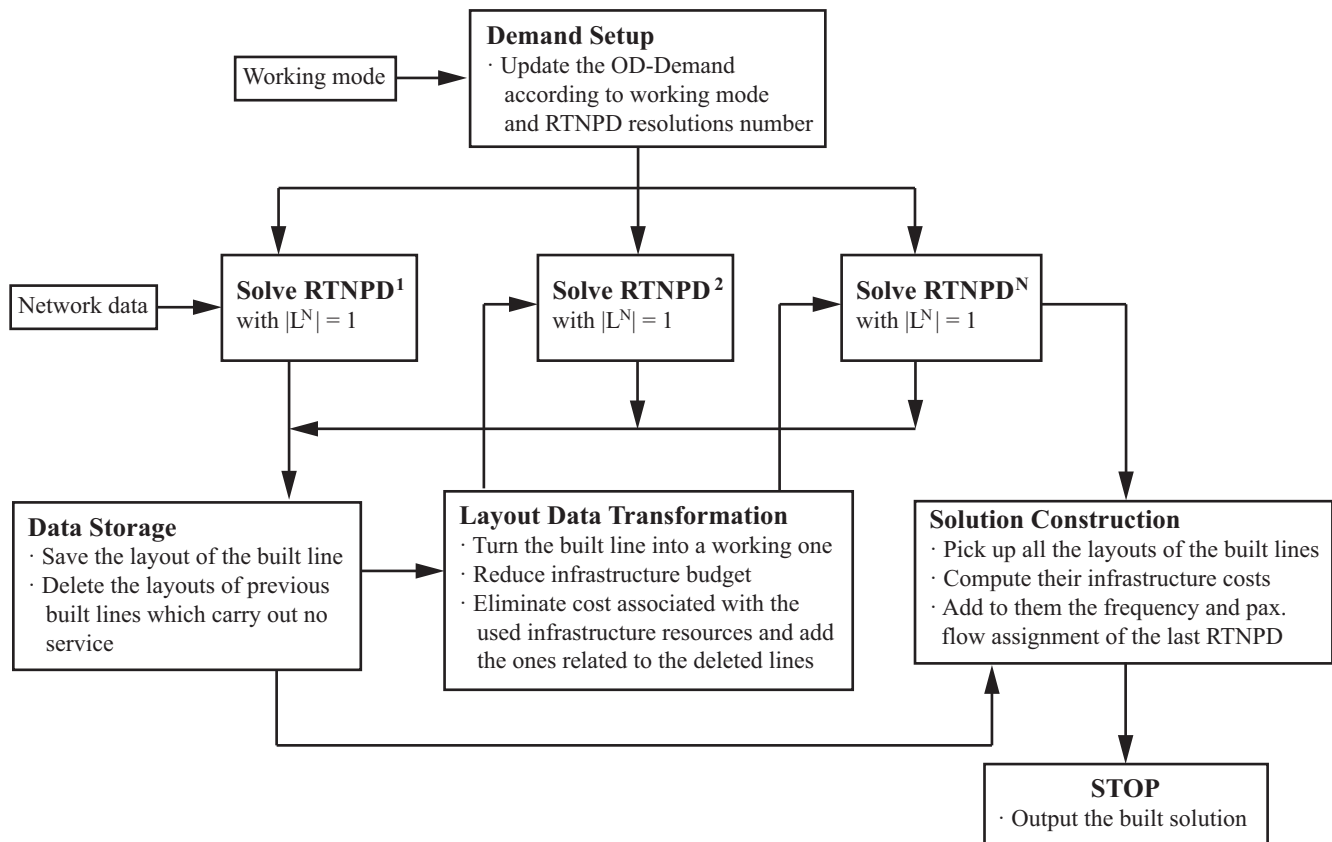 Demand Setup
· Update the OD-Demand
according to working mode
and RTNPD resolutions number
Working mode
Network data
Solve RTNPD¹
with |Lᴺ| = 1
Solve RTNPD²
with |Lᴺ| = 1
Solve RTNPDᴺ
with |Lᴺ| = 1
Data Storage
· Save the layout of the built line
· Delete the layouts of previous
built lines which carry out no
service
Layout Data Transformation
· Turn the built line into a working one
· Reduce infrastructure budget
· Eliminate cost associated with the
used infrastructure resources and add
the ones related to the deleted lines
Solution Construction
· Pick up all the layouts of the built lines
· Compute their infrastructure costs
· Add to them the frequency and pax.
flow assignment of the last RTNPD
STOP
· Output the built solution